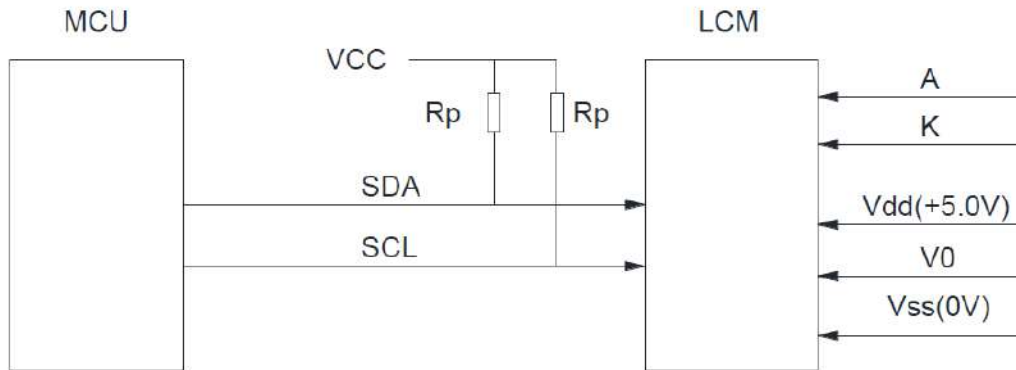 MCU
LCM
VCC
Rp
Rp
SDA
SCL
A
K
Vdd(+5.0V)
V0
Vss(0V)